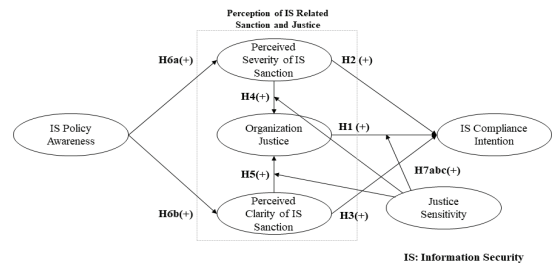 Perception of IS Related
Sanction and Justice
Perceived
Severity of IS
Sanction
H6a(+)
H2 (+)
H4(+)
IS Policy
Awareness
Organization
Justice
H1 (+)
IS Compliance
Intention
H5(+)
H7abc(+)
H6b(+)
Perceived
Clarity of IS
Sanction
H3(+)
Justice
Sensitivity
IS: Information Security